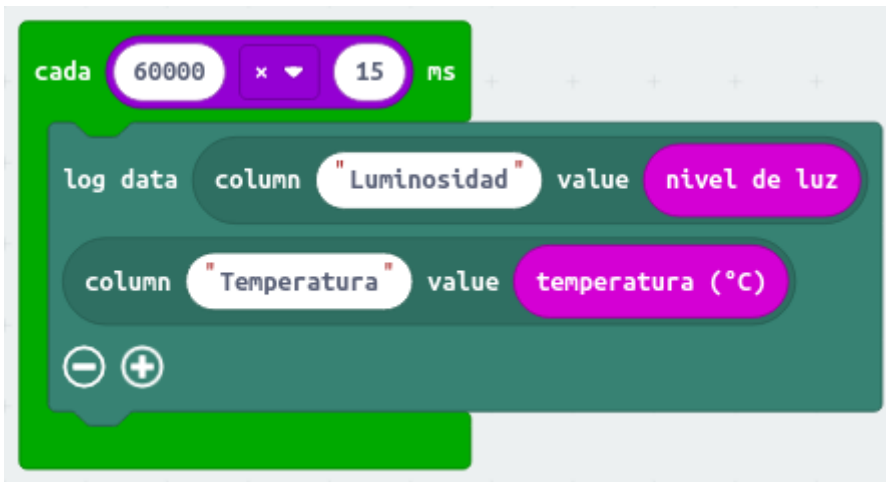 cada 60000 × 15 ms
log data column "Luminosidad" value nivel de luz
column "Temperatura" value temperatura (°C)